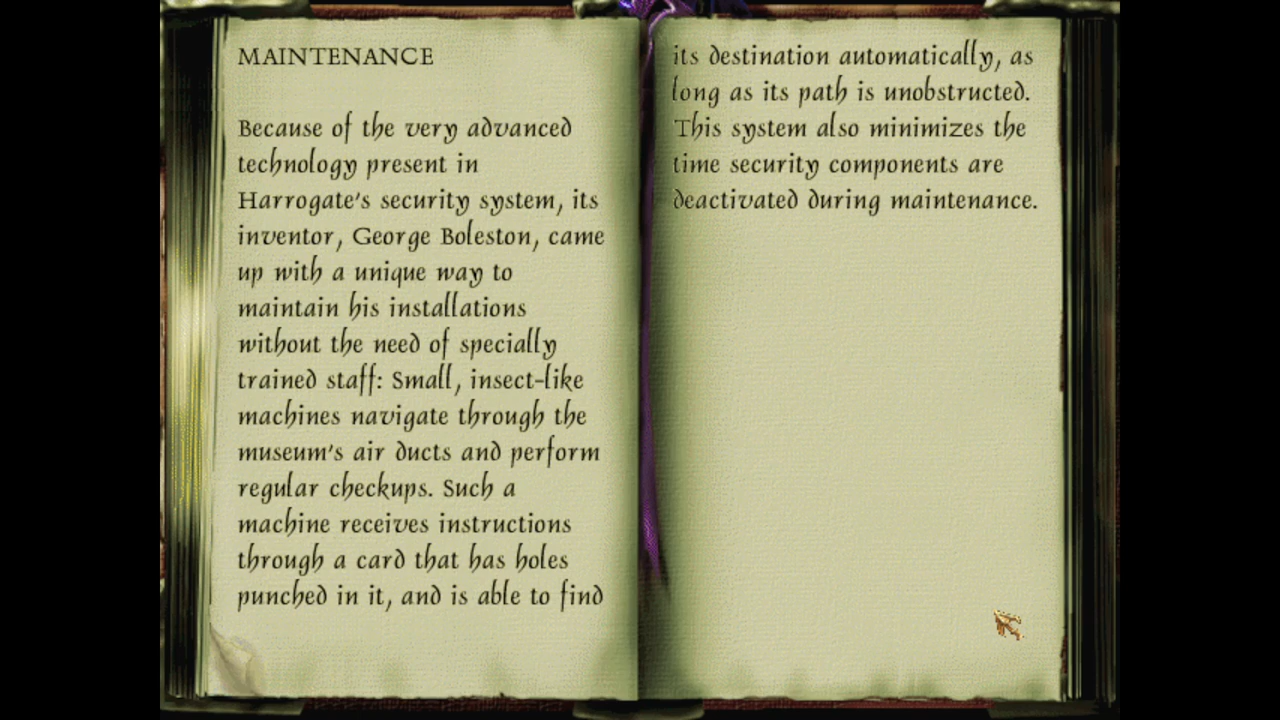 MAINTENANCE
Because of the very advanced
technology present in
Harrogate's security system, its
inventor, George Boleston, came
up with a unique way to
maintain his installations
without the need of specially
trained staff: Small, insect-like
machines navigate through the
museum's air ducts and perform
regular checkups. Such a
machine receives instructions
through a card that has holes
punched in it, and is able to find
its destination automatically, as
long as its path is unobstructed.
This system also minimizes the
time security components are
deactivated during maintenance.